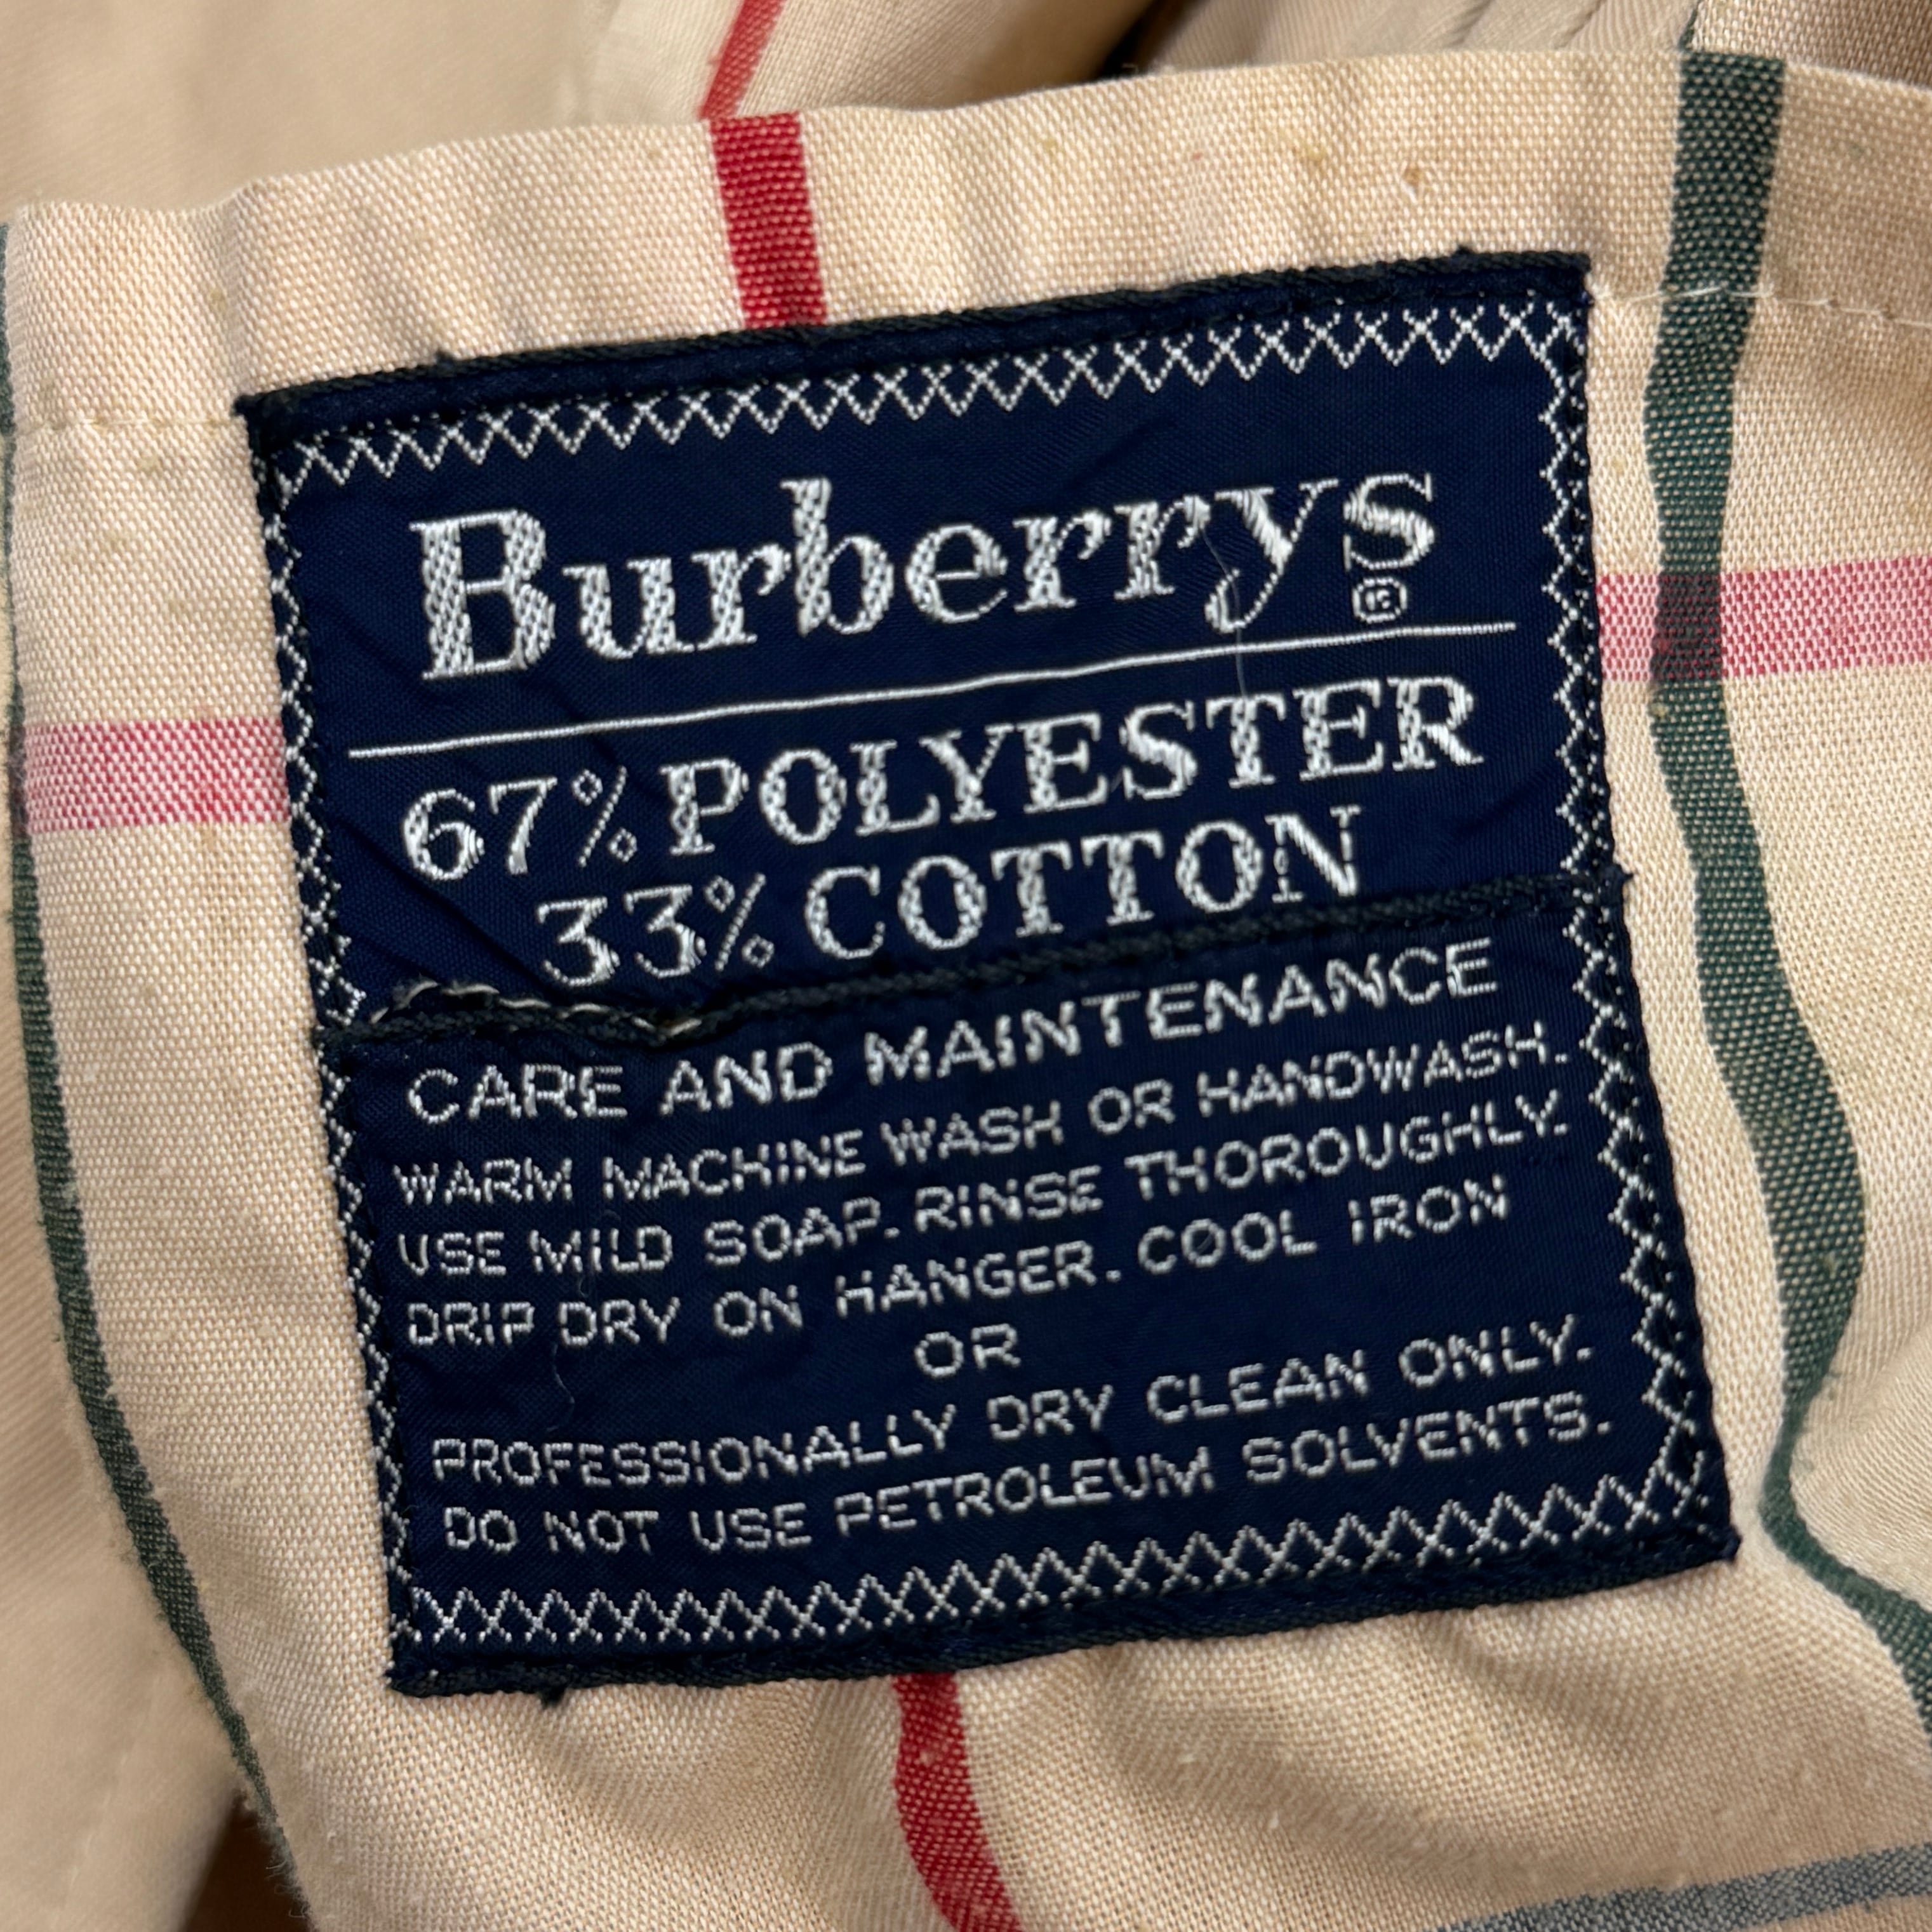 Burberrys®
67% POLYESTER
33% COTTON
CARE AND MAINTENANCE
WARM MACHINE WASH OR HANDWASH.
USE MILD SOAP. RINSE THOROUGHLY.
DRIP DRY ON HANGER. COOL IRON
OR
PROFESSIONALLY DRY CLEAN ONLY.
DO NOT USE PETROLEUM SOLVENTS.